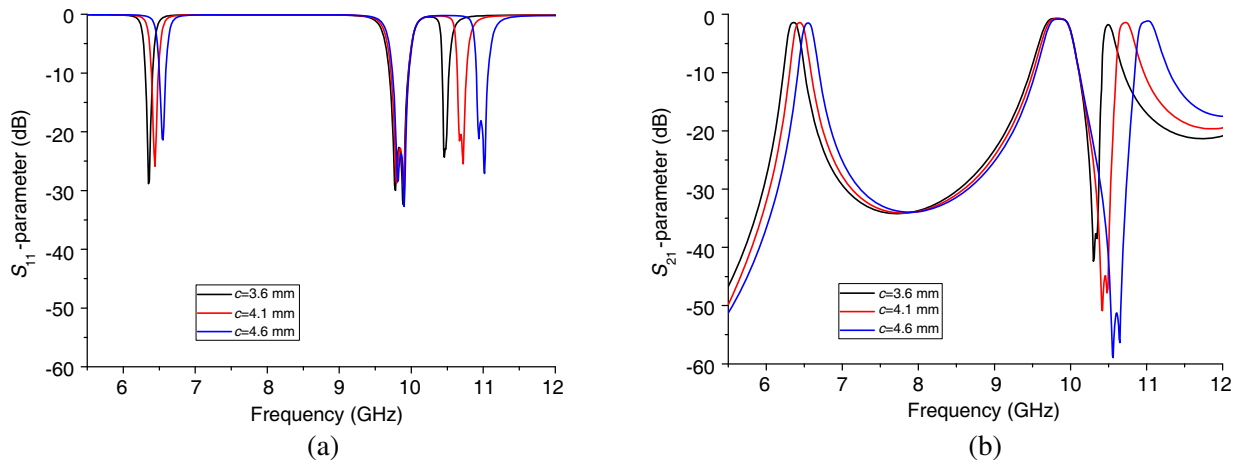 0
-10
-20
-30
-40
-50
-60
S11-parameter (dB)
6 7 8 9 10 11 12
Frequency (GHz)
c=3.6 mm
c=4.1 mm
c=4.6 mm
(a)
0
-10
-20
-30
-40
-50
-60
S21-parameter (dB)
6 7 8 9 10 11 12
Frequency (GHz)
c=3.6 mm
c=4.1 mm
c=4.6 mm
(b)